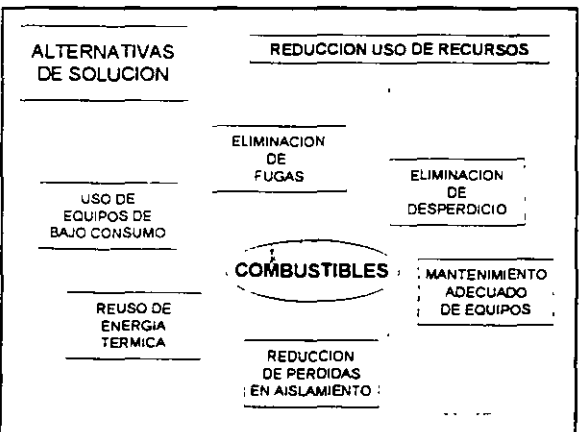 ALTERNATIVAS
DE SOLUCION
REDUCCION USO DE RECURSOS
ELIMINACION
DE
FUGAS
ELIMINACION
DE
DESPERDICIO
USO DE
EQUIPOS DE
BAJO CONSUMO
COMBUSTIBLES
MANTENIMIENTO
ADECUADO
DE EQUIPOS
REUSO DE
ENERGIA
TERMICA
REDUCCION
DE PERDIDAS
EN AISLAMIENTO